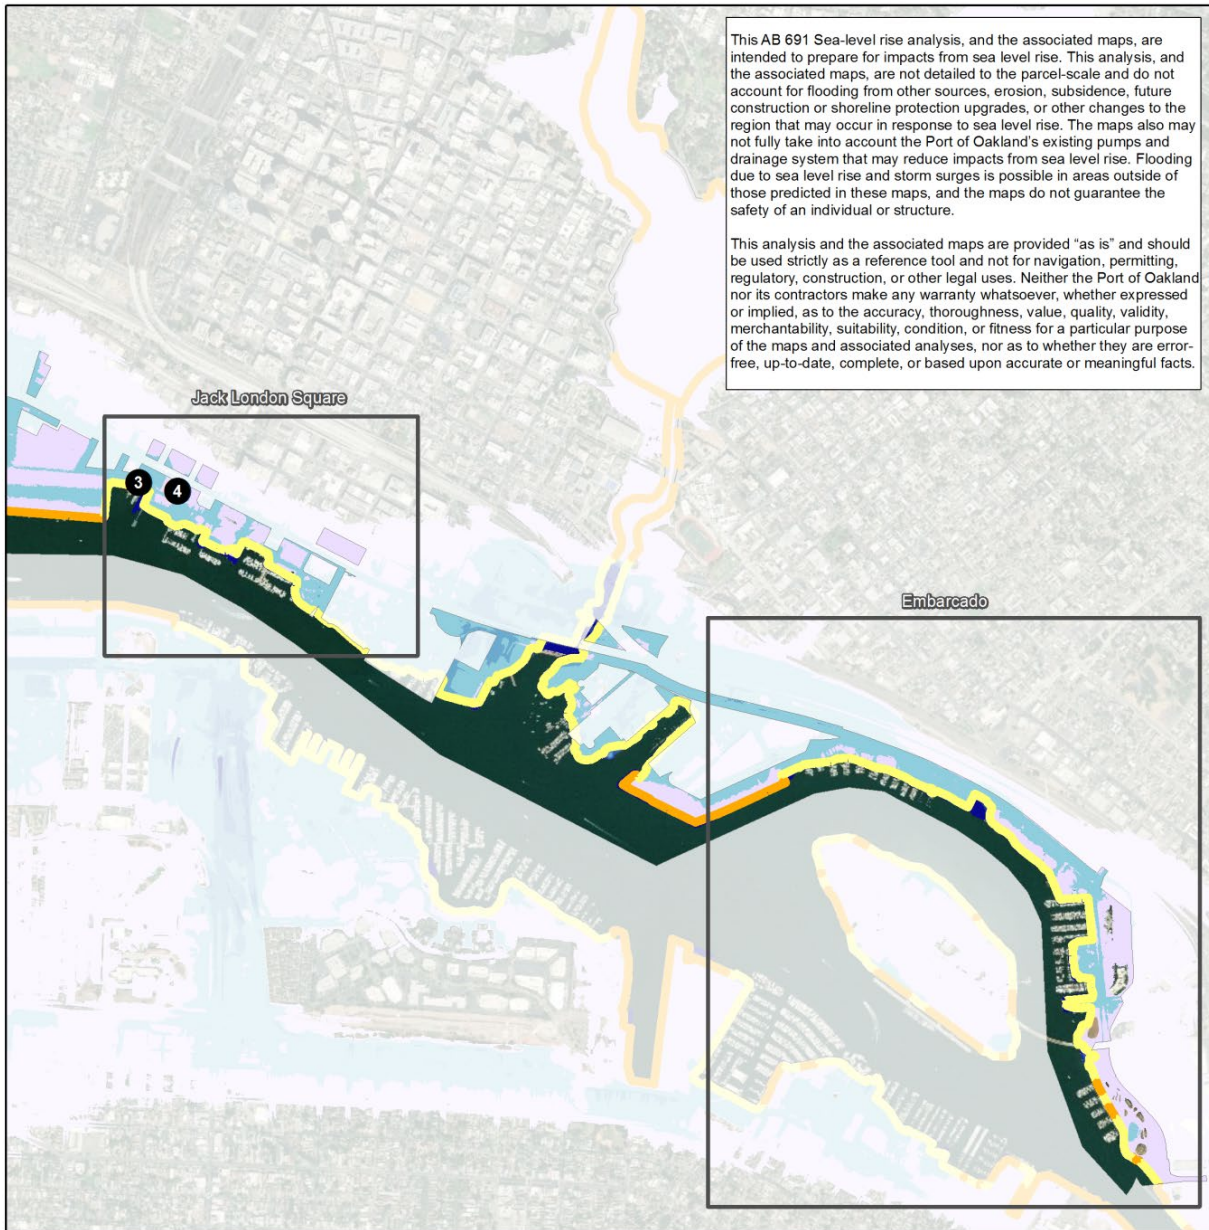 This AB 691 Sea-level rise analysis, and the associated maps, are
intended to prepare for impacts from sea level rise. This analysis, and
the associated maps, are not detailed to the parcel-scale and do not
account for flooding from other sources, erosion, subsidence, future
construction or shoreline protection upgrades, or other changes to the
region that may occur in response to sea level rise. The maps also may
not fully take into account the Port of Oakland's existing pumps and
drainage system that may reduce impacts from sea level rise. Flooding
due to sea level rise and storm surges is possible in areas outside of
those predicted in these maps, and the maps do not guarantee the
safety of an individual or structure.
This analysis and the associated maps are provided “as is” and should
be used strictly as a reference tool and not for navigation, permitting,
regulatory, construction, or other legal uses. Neither the Port of Oakland
nor its contractors make any warranty whatsoever, whether expressed
or implied, as to the accuracy, thoroughness, value, quality, validity,
merchantability, suitability, condition, or fitness for a particular purpose
of the maps and associated analyses, nor as to whether they are error-
free, up-to-date, complete, or based upon accurate or meaningful facts.
Jack London Square
3
4
Embarcado